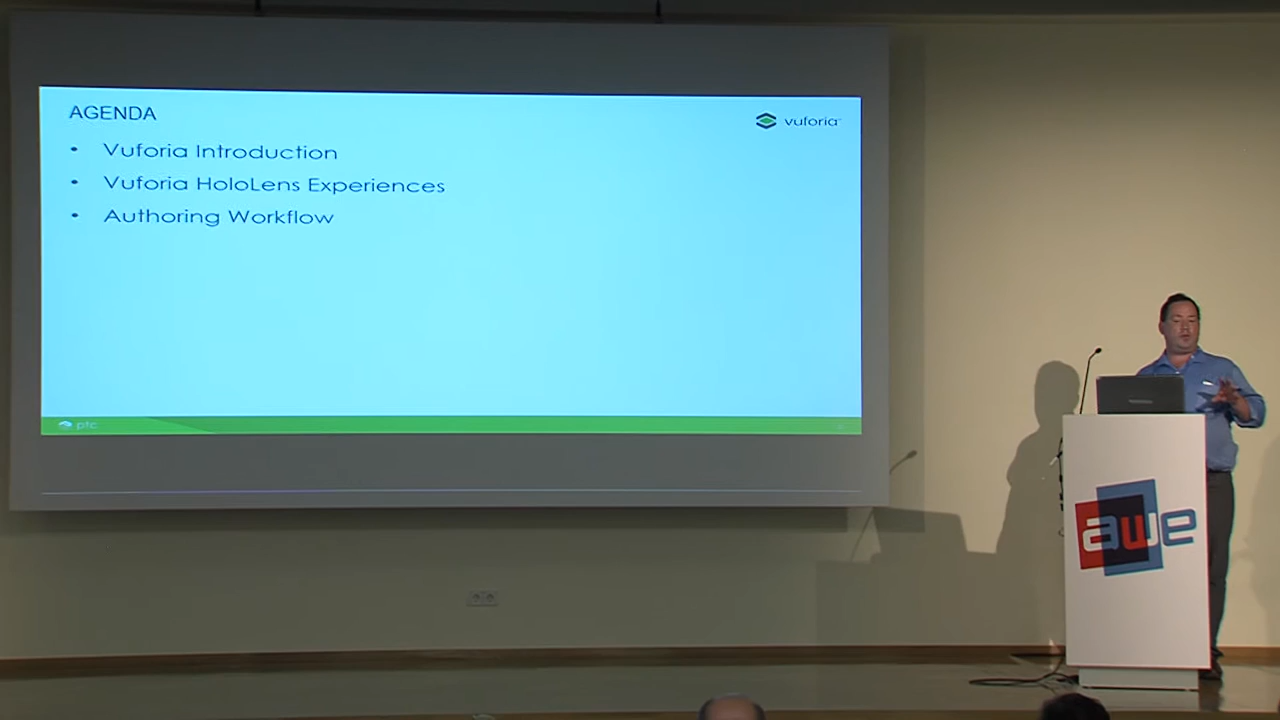 AGENDA
vuforia
• Vuforia Introduction
• Vuforia HoloLens Experiences
• Authoring Workflow
ptc
awe